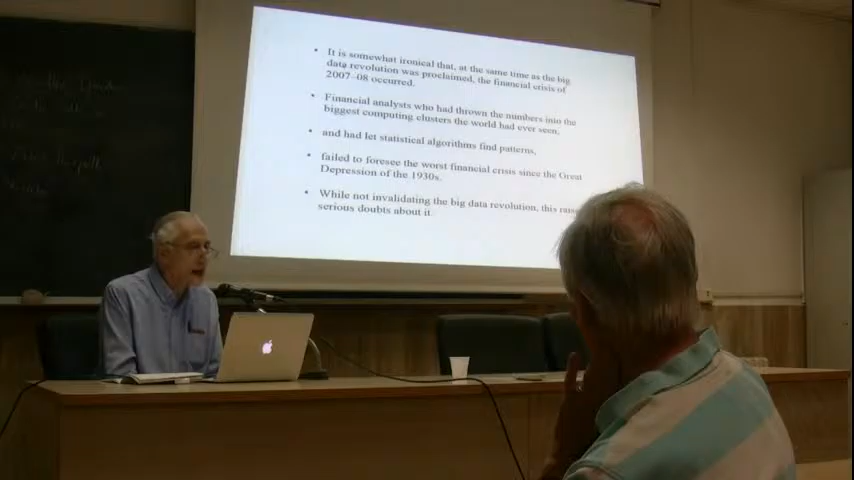 • It is somewhat ironical that, at the same time as the big
data revolution was proclaimed, the financial crisis of
2007–08 occurred.
• Financial analysts who had thrown the numbers into the
biggest computing clusters the world had ever seen,
• and had let statistical algorithms find patterns,
• failed to foresee the worst financial crisis since the Great
Depression of the 1930s.
• While not invalidating the big data revolution, this
serious doubts about it.